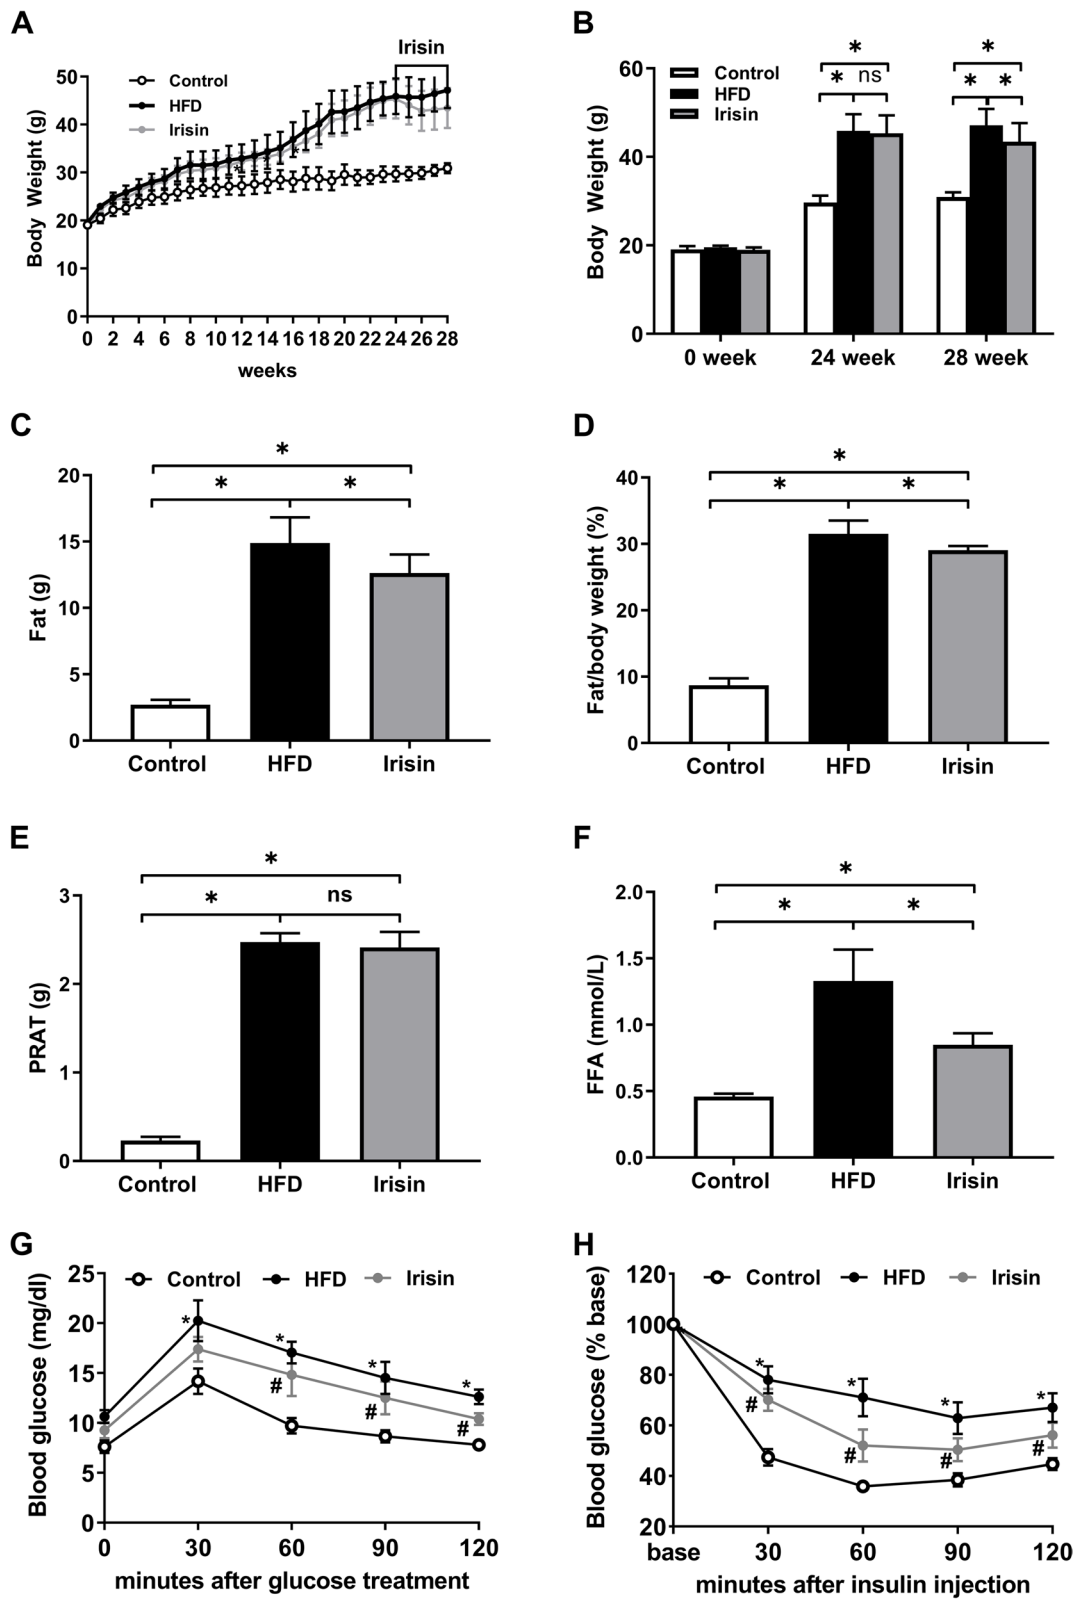 A
Irisin
Control
HFD
Irisin
Body Weight (g)
50
40
30
20
10
0
*
*
0 2 4 6 8 10 12 14 16 18 20 22 24 26 28
weeks
B
* *
* ns * *
Control
HFD
Irisin
Body Weight (g)
60
40
20
0
0 week 24 week 28 week
C
*
* *
Fat (g)
20
15
10
5
0
Control HFD Irisin
D
*
* *
Fat/body weight (%)
40
30
20
10
0
Control HFD Irisin
E
*
* ns
PRAT (g)
3
2
1
0
Control HFD Irisin
F
*
* *
FFA (mmol/L)
2.0
1.5
1.0
0.5
0.0
Control HFD Irisin
G
Control HFD Irisin
Blood glucose (mg/dl)
25
20
15
10
5
0
* * * *
# # #
0 30 60 90 120
minutes after glucose treatment
H
Control HFD Irisin
Blood glucose (% base)
120
100
80
60
40
20
* * * *
# # # #
base 30 60 90 120
minutes after insulin injection